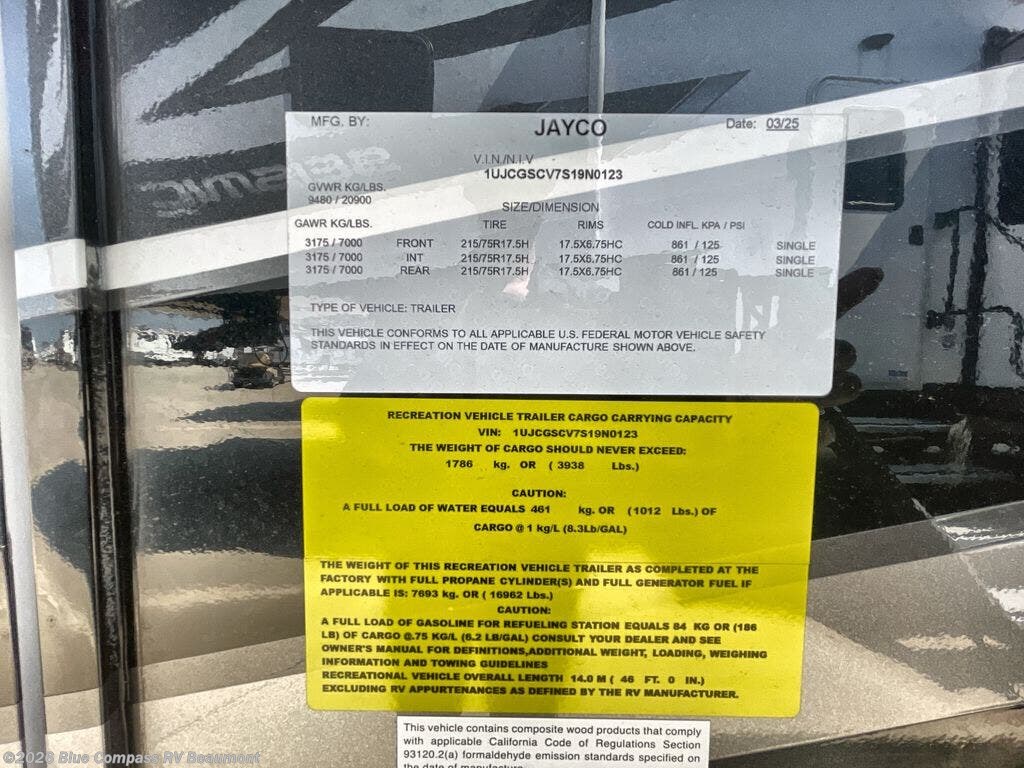 MFG. BY: JAYCO Date: 03/25
V.I.N./N.I.V
1UJCGSCV7S19N0123
GVWR KG/LBS.
9480 / 20900
SIZE/DIMENSION
GAWR KG/LBS. TIRE RIMS COLD INFL. KPA / PSI
3175 / 7000 FRONT 215/75R17.5H 17.5X6.75HC 861 / 125 SINGLE
3175 / 7000 INT 215/75R17.5H 17.5X6.75HC 861 / 125 SINGLE
3175 / 7000 REAR 215/75R17.5H 17.5X6.75HC 861 / 125 SINGLE
TYPE OF VEHICLE: TRAILER
THIS VEHICLE CONFORMS TO ALL APPLICABLE U.S. FEDERAL MOTOR VEHICLE SAFETY
STANDARDS IN EFFECT ON THE DATE OF MANUFACTURE SHOWN ABOVE.
RECREATION VEHICLE TRAILER CARGO CARRYING CAPACITY
VIN: 1UJCGSCV7S19N0123
THE WEIGHT OF CARGO SHOULD NEVER EXCEED:
1786 kg. OR ( 3938 Lbs.)
CAUTION:
A FULL LOAD OF WATER EQUALS 461 kg. OR (1012 Lbs.) OF
CARGO @ 1 kg/L (8.3Lb/GAL)
THE WEIGHT OF THIS RECREATION VEHICLE TRAILER AS COMPLETED AT THE
FACTORY WITH FULL PROPANE CYLINDER(S) AND FULL GENERATOR FUEL IF
APPLICABLE IS: 7693 kg. OR ( 16962 Lbs.)
CAUTION:
A FULL LOAD OF GASOLINE FOR REFUELING STATION EQUALS 84 KG OR (186
LB) OF CARGO @.75 KG/L (6.2 LB/GAL) CONSULT YOUR DEALER AND SEE
OWNER'S MANUAL FOR DEFINITIONS,ADDITIONAL WEIGHT, LOADING, WEIGHING
INFORMATION AND TOWING GUIDELINES
RECREATIONAL VEHICLE OVERALL LENGTH 14.0 M ( 46 FT. 0 IN.)
EXCLUDING RV APPURTENANCES AS DEFINED BY THE RV MANUFACTURER.
This vehicle contains composite wood products that comply
with applicable California Code of Regulations Section
93120.2(a) formaldehyde emission standards specified on
the date of manufacture
©2026 Blue Compass RV Beaumont